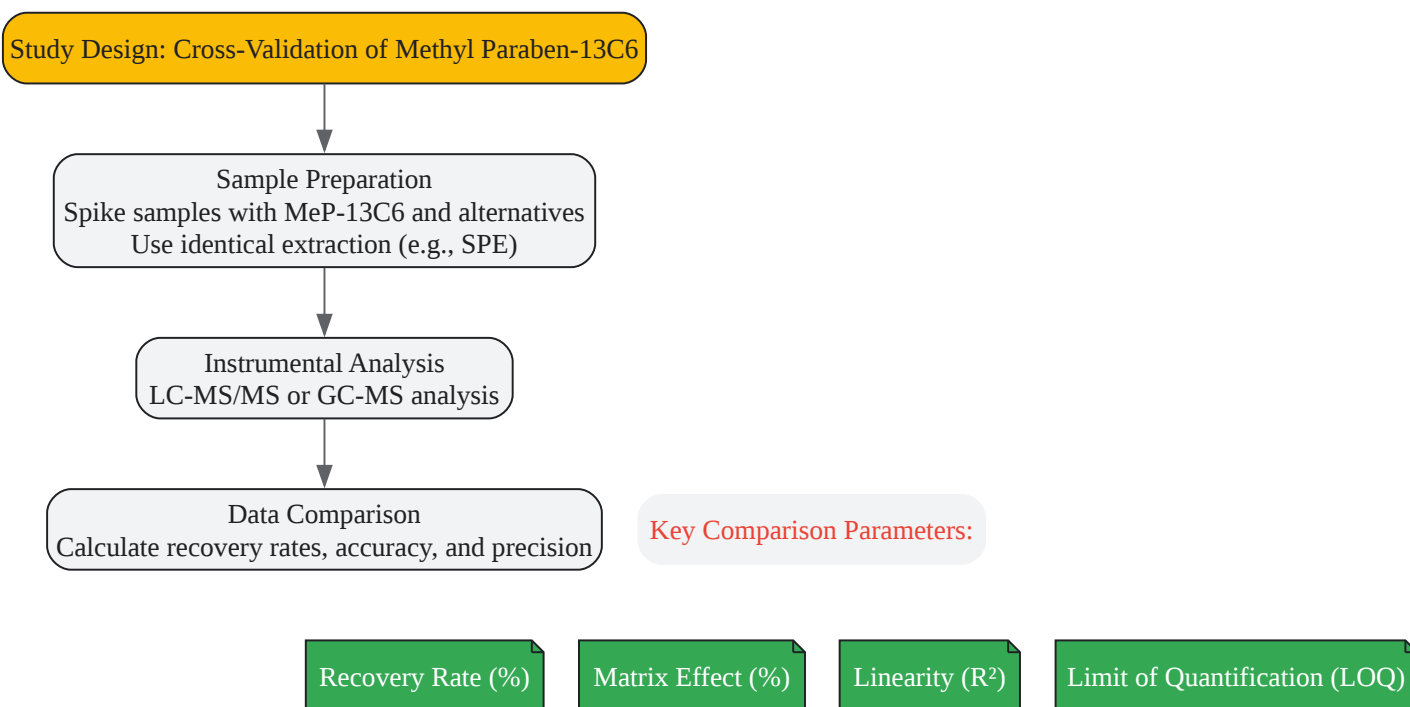 Study Design: Cross-Validation of Methyl Paraben-13C6
Sample Preparation
Spike samples with MeP-13C6 and alternatives
Use identical extraction (e.g., SPE)
Instrumental Analysis
LC-MS/MS or GC-MS analysis
Data Comparison
Calculate recovery rates, accuracy, and precision
Key Comparison Parameters:
Recovery Rate (%)
Matrix Effect (%)
Linearity (R²)
Limit of Quantification (LOQ)